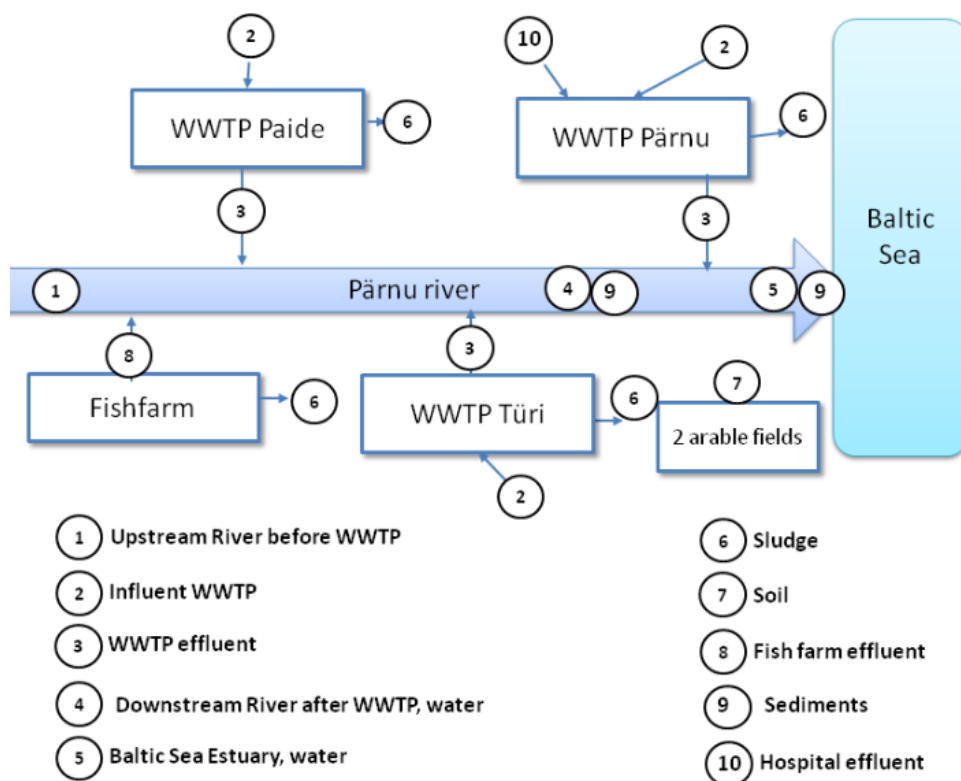 2
10
2
WWTP Paide
6
WWTP Pärnu
6
3
3
Baltic
Sea
1
Pärnu river
4
9
5
9
8
3
7
Fishfarm
6
WWTP Türi
6
2 arable fields
2
1 Upstream River before WWTP
2 Influent WWTP
3 WWTP effluent
4 Downstream River after WWTP, water
5 Baltic Sea Estuary, water
6 Sludge
7 Soil
8 Fish farm effluent
9 Sediments
10 Hospital effluent